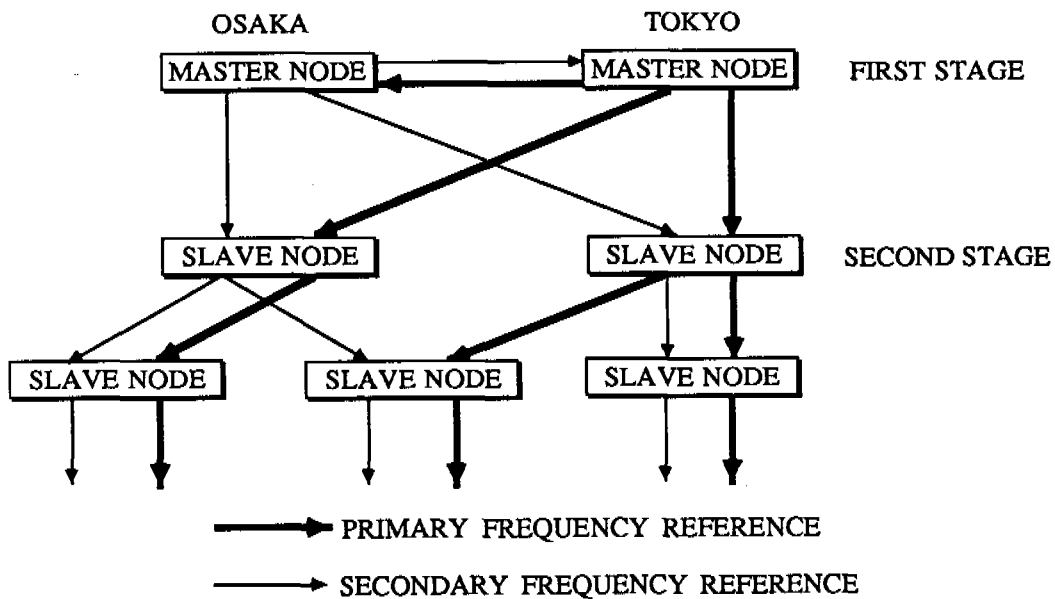 OSAKA
TOKYO
MASTER NODE
MASTER NODE
FIRST STAGE
SLAVE NODE
SLAVE NODE
SECOND STAGE
SLAVE NODE
SLAVE NODE
SLAVE NODE
PRIMARY FREQUENCY REFERENCE
SECONDARY FREQUENCY REFERENCE